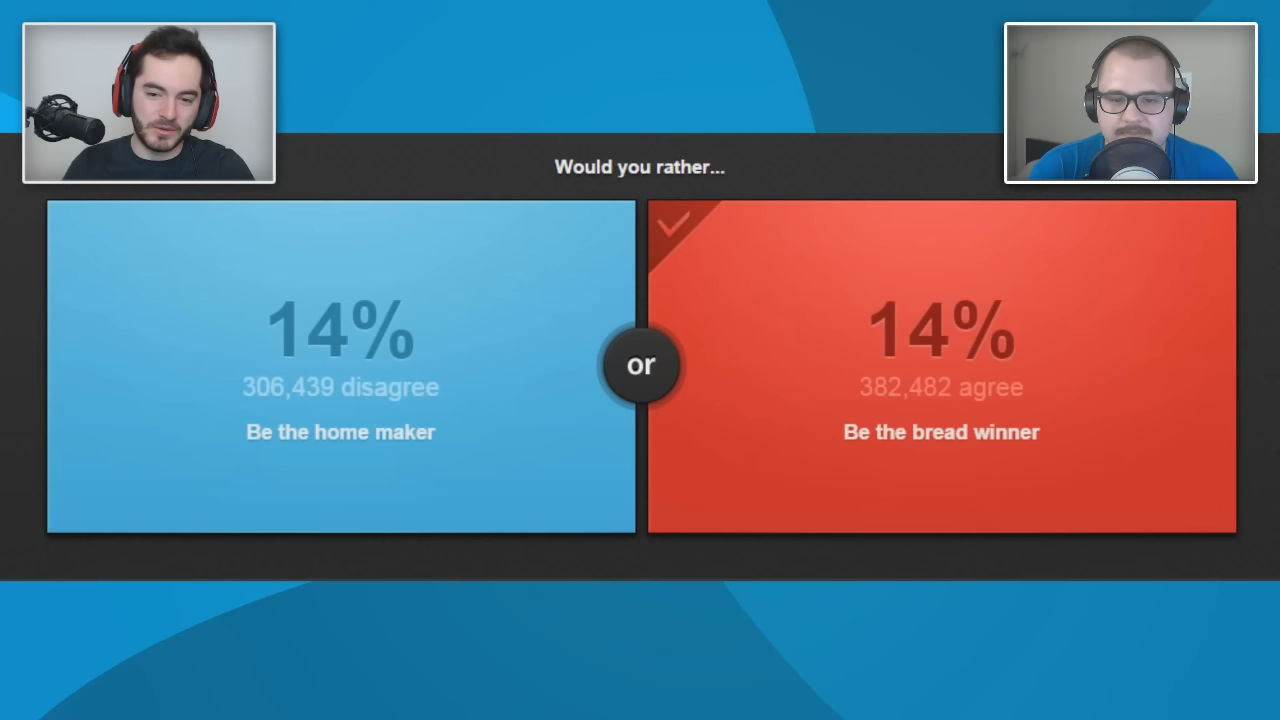 Would you rather...
14%
306,439 disagree
Be the home maker
or
14%
382,482 agree
Be the bread winner